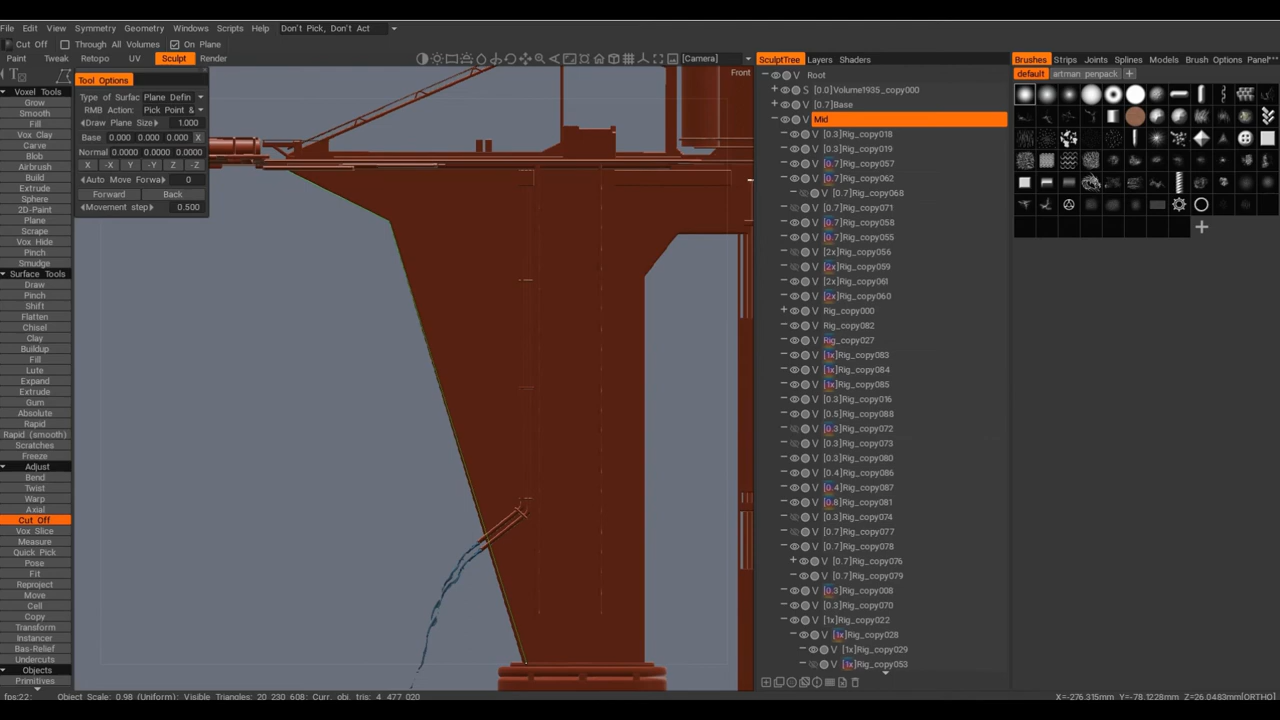 File Edit View Symmetry Geometry Windows Scripts Help Don't Pick, Don't Act
Cut Off Through All Volumes On Plane
Paint Tweak Retopo UV Sculpt Render [Camera] SculptTree Layers Shaders Brushes Strips Joints Splines Models Brush Options Panel
Front
Tool Options
Type of Surfac Plane Defin
RMB Action: Pick Point &
Draw Plane Size 1.000
Base 0.000 0.000 0.000 X
Normal 0.0000 0.0000 0.0000
X -X Y -Y Z -Z
Auto Move Forwa 0
Forward Back
Movement step 0.500
Voxel Tools
Grow
Smooth
Fill
Vox Clay
Carve
Blob
Airbrush
Build
Extrude
Sphere
2D-Paint
Plane
Scrape
Vox Hide
Pinch
Smudge
Surface Tools
Draw
Pinch
Shift
Flatten
Chisel
Clay
Buildup
Fill
Lute
Expand
Extrude
Gum
Absolute
Rapid
Rapid (smooth)
Scratches
Freeze
Adjust
Bend
Twist
Warp
Axial
Cut Off
Vox Slice
Measure
Quick Pick
Pose
Fit
Reproject
Move
Cell
Copy
Transform
Instancer
Bas-Relief
Undercuts
Objects
Primitives
Root
S [0.0]Volume1935_copy000
V [0.7]Base
Mid
V [0.3]Rig_copy018
V [0.3]Rig_copy019
V [0.7]Rig_copy057
V [0.7]Rig_copy062
V [0.7]Rig_copy068
V [0.7]Rig_copy071
V [0.7]Rig_copy058
V [0.7]Rig_copy055
V [2x]Rig_copy056
V [2x]Rig_copy059
V [2x]Rig_copy061
V [2x]Rig_copy060
V Rig_copy000
V Rig_copy082
V Rig_copy027
V [1x]Rig_copy083
V [1x]Rig_copy084
V [1x]Rig_copy085
V [0.3]Rig_copy016
V [0.5]Rig_copy088
V [0.3]Rig_copy072
V [0.3]Rig_copy073
V [0.3]Rig_copy080
V [0.4]Rig_copy086
V [0.4]Rig_copy087
V [0.8]Rig_copy081
V [0.3]Rig_copy074
V [0.7]Rig_copy077
V [0.7]Rig_copy078
V [0.7]Rig_copy076
V [0.7]Rig_copy079
V [0.3]Rig_copy008
V [0.3]Rig_copy070
V [1x]Rig_copy022
V [1x]Rig_copy028
V [1x]Rig_copy029
V [1x]Rig_copy053
default artman penpack
fps:22; Object Scale: 0.98 (Uniform); Visible Triangles: 20 230 608; Curr. obj. tris: 4 477 020 X=-276.315mm Y=-78.1228mm Z=26.0483mm[ORTHO]